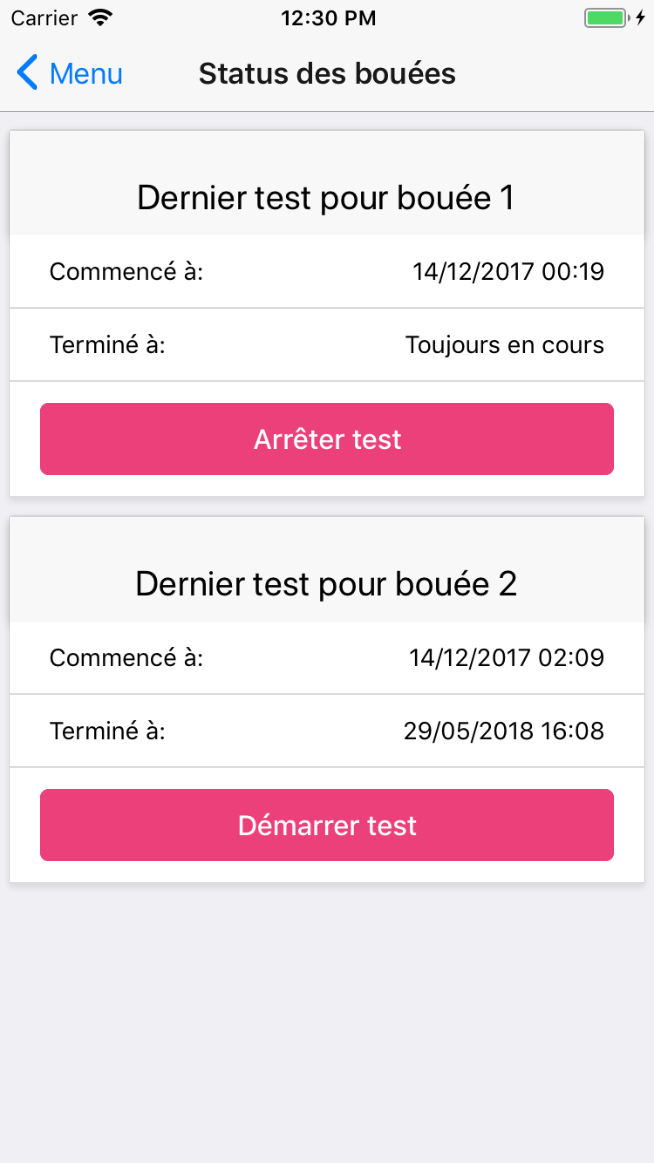 Carrier 12:30 PM
Menu Status des bouées
Dernier test pour bouée 1
Commencé à: 14/12/2017 00:19
Terminé à: Toujours en cours
Arrêter test
Dernier test pour bouée 2
Commencé à: 14/12/2017 02:09
Terminé à: 29/05/2018 16:08
Démarrer test